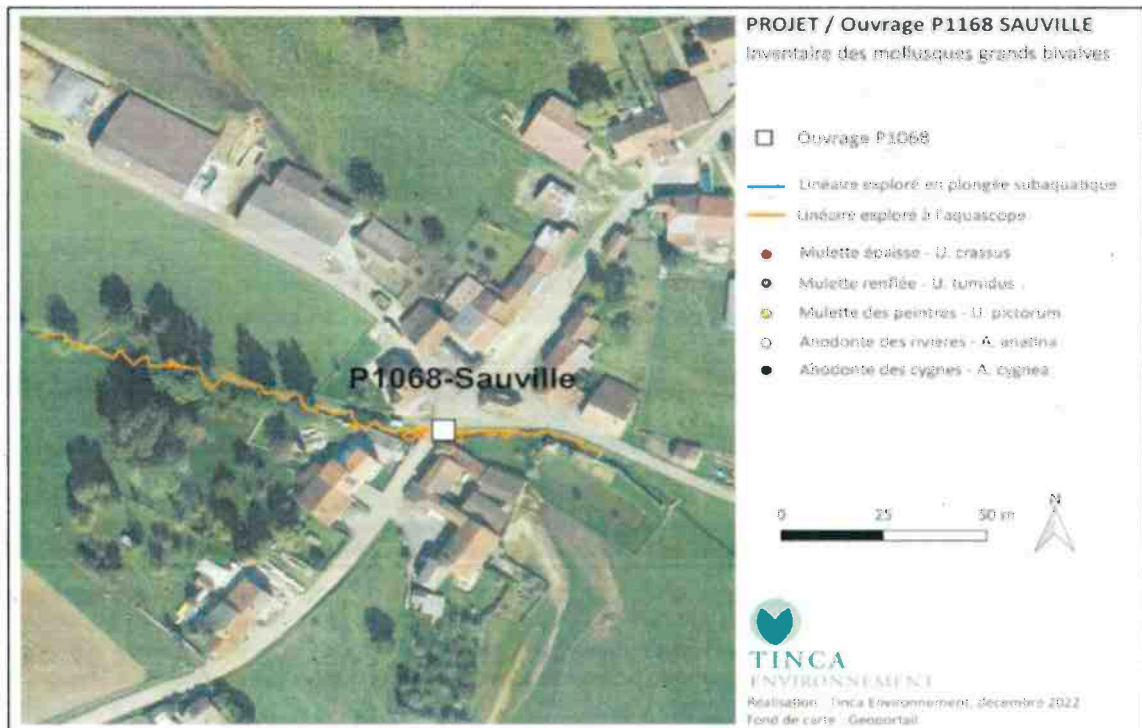 PROJET / Ouvrage P1168 SAUVILLE
Inventaire des mollusques grands bivalves
Ouvrage P1068
Linéaire exploré en plongée subaquatique
Linéaire exploré à l'aquascope
Mulette épaisse - U. crassus
Mulette renflée - U. tumidus
Mulette des peintres - U. pictorum
Anodonte des rivières - A. anatina
Anodonte des cygnes - A. cygnea
P1068-Sauville
N
0 25 50 m
TINCA
ENVIRONNEMENT
Réalisation : Tinca Environnement, décembre 2022
Fond de carte : Geoportail